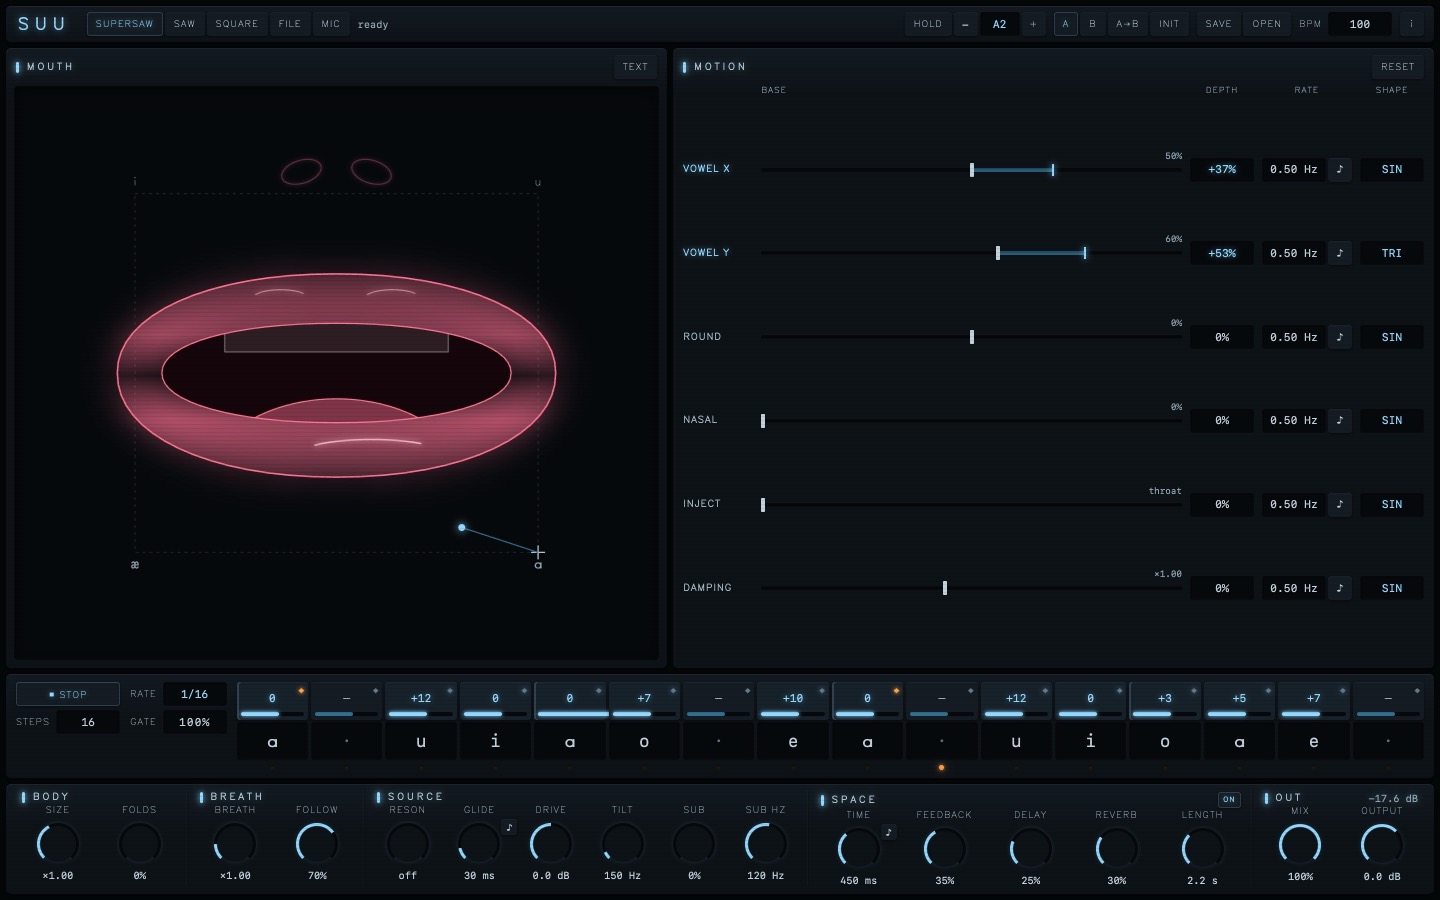 SUU SUPERSAW SAW SQUARE FILE MIC ready HOLD − A2 + A B A→B INIT SAVE OPEN BPM 100 i
MOUTH TEXT
i u
æ ɑ
MOTION RESET
BASE DEPTH RATE SHAPE
VOWEL X 50% +37% 0.50 Hz ♪ SIN
VOWEL Y 60% +53% 0.50 Hz ♪ TRI
ROUND 0% 0% 0.50 Hz ♪ SIN
NASAL 0% 0% 0.50 Hz ♪ SIN
INJECT throat 0% 0.50 Hz ♪ SIN
DAMPING ×1.00 0% 0.50 Hz ♪ SIN
■ STOP RATE 1/16
STEPS 16 GATE 100%
0 — +12 0 0 +7 — +10 0 — +12 0 +3 +5 +7 —
ɑ · u i ɑ o · e ɑ · u i o ɑ e ·
BODY
SIZE FOLDS
×1.00 0%
BREATH
BREATH FOLLOW
×1.00 70%
SOURCE
RESON GLIDE ♪ DRIVE TILT SUB SUB HZ
off 30 ms 0.0 dB 150 Hz 0% 120 Hz
SPACE ON
TIME ♪ FEEDBACK DELAY REVERB LENGTH
450 ms 35% 25% 30% 2.2 s
OUT −17.6 dB
MIX OUTPUT
100% 0.0 dB